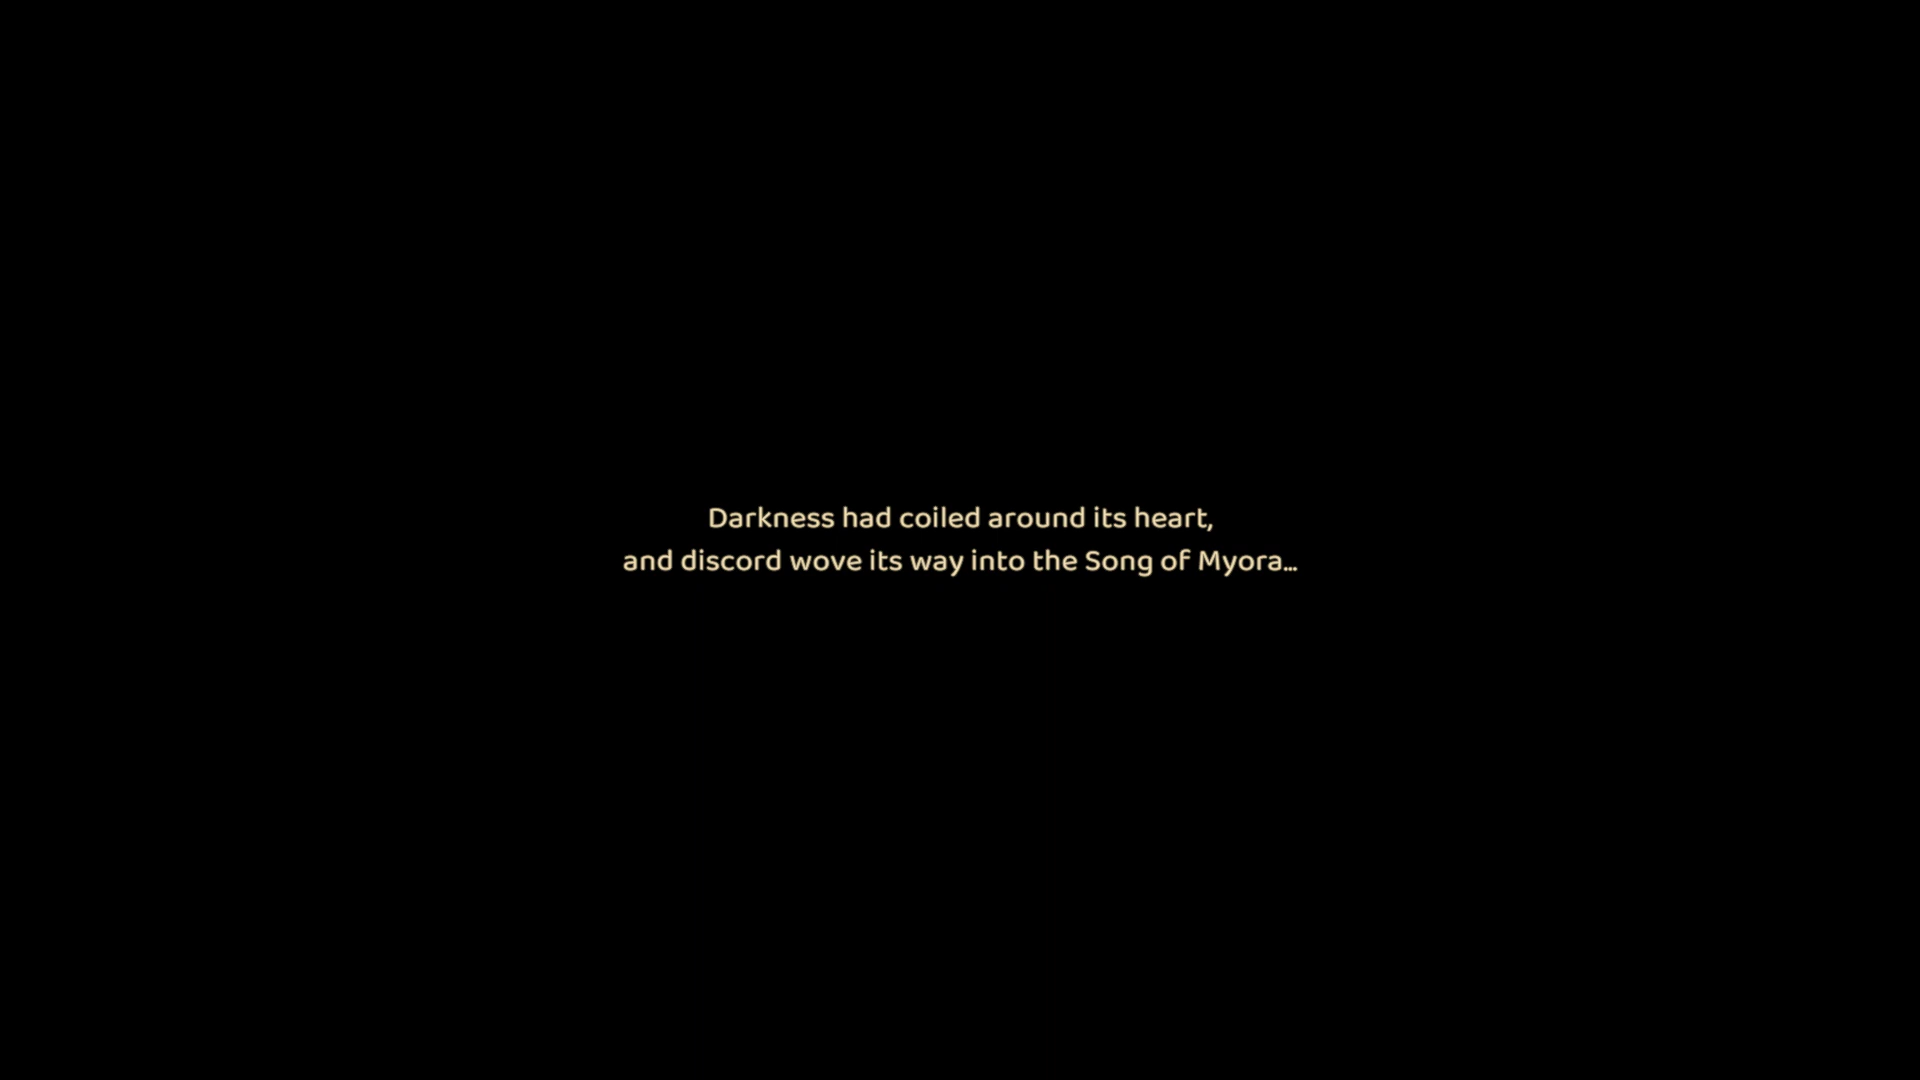 Darkness had coiled around its heart,
and discord wove its way into the Song of Myora...